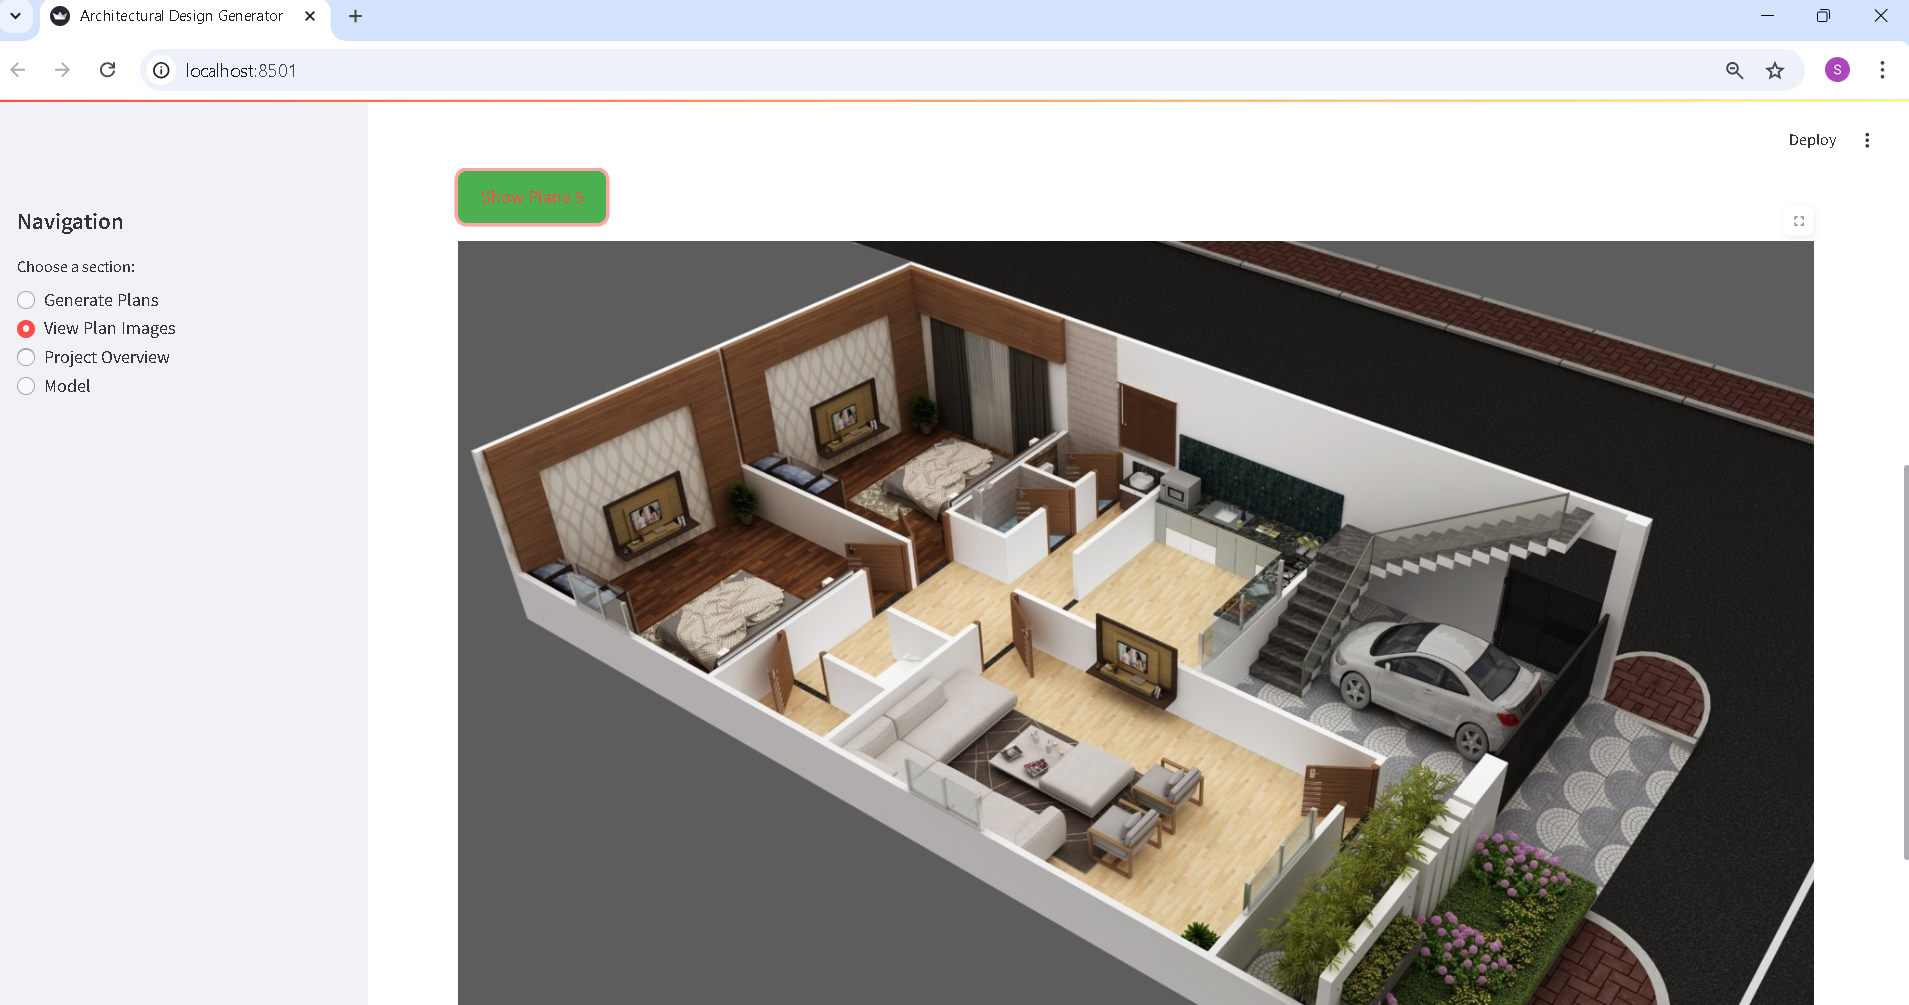 Architectural Design Generator
localhost:8501
S
Deploy
Show Plane 5
Navigation
Choose a section:
Generate Plans
View Plan Images
Project Overview
Model